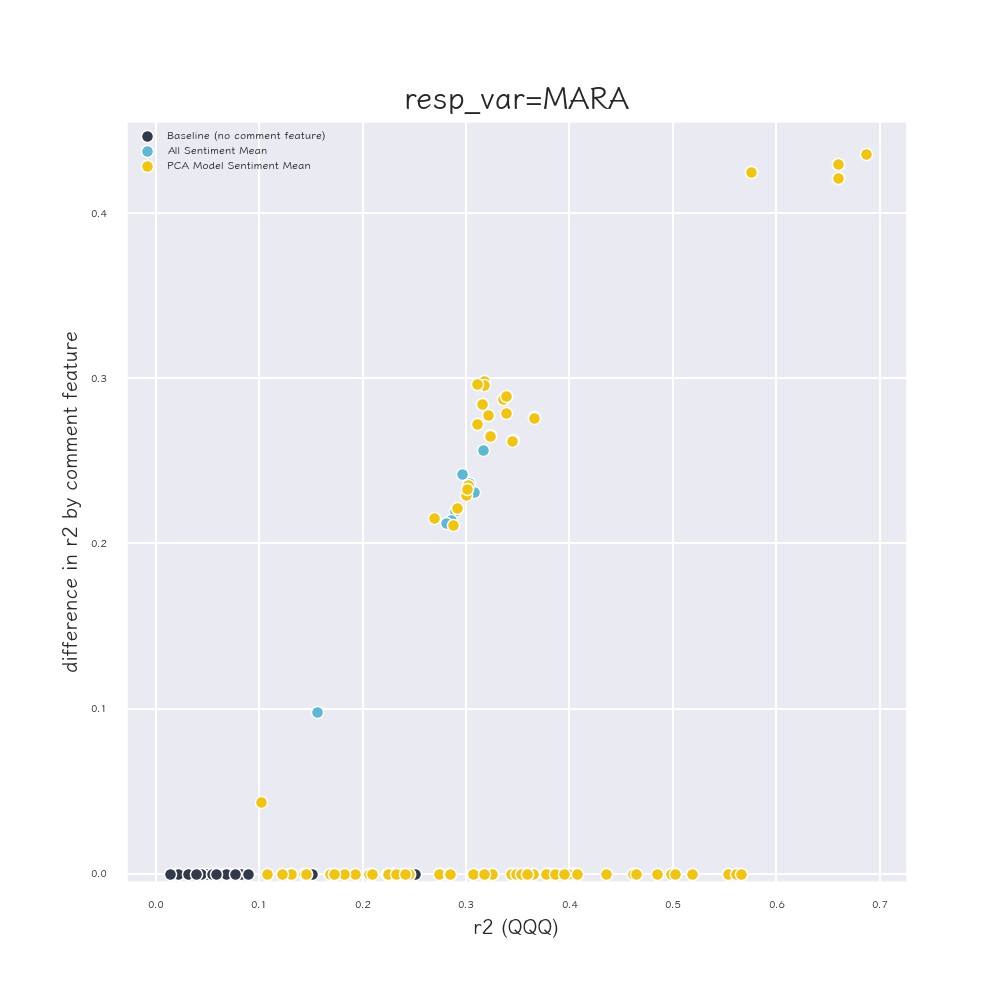 resp_var=MARA
Baseline (no comment feature)
All Sentiment Mean
PCA Model Sentiment Mean
difference in r2 by comment feature
0.4
0.3
0.2
0.1
0.0
0.0 0.1 0.2 0.3 0.4 0.5 0.6 0.7
r2 (QQQ)